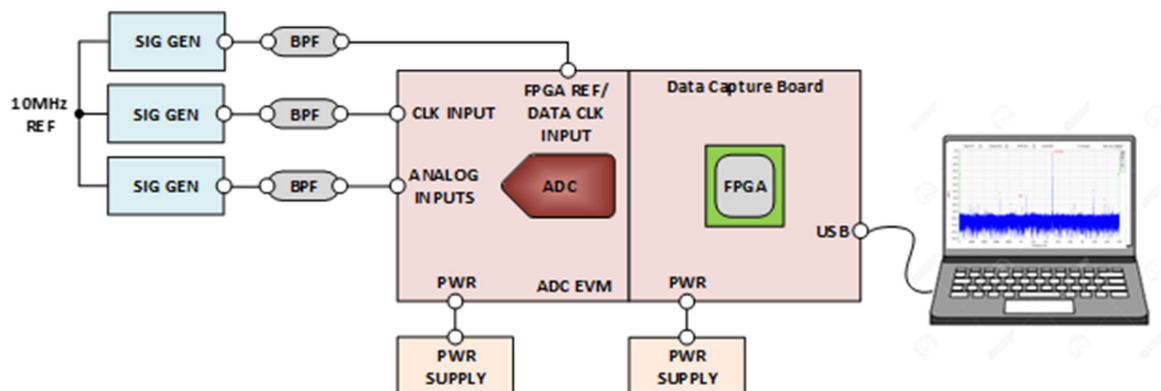 SIG GEN
BPF
10MHz
REF
SIG GEN
BPF
CLK INPUT
FPGA REF/
DATA CLK
INPUT
Data Capture Board
SIG GEN
BPF
ANALOG
INPUTS
ADC
FPGA
USB
PWR
ADC EVM
PWR
PWR
SUPPLY
PWR
SUPPLY